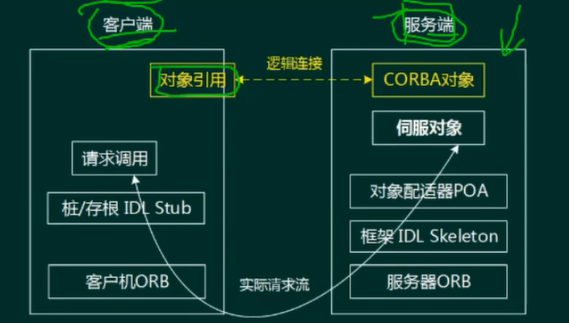 客户端
服务端
对象引用
逻辑连接
CORBA对象
伺服对象
请求调用
对象配适器POA
桩/存根 IDL Stub
框架 IDL Skeleton
客户机ORB
实际请求流
服务器ORB